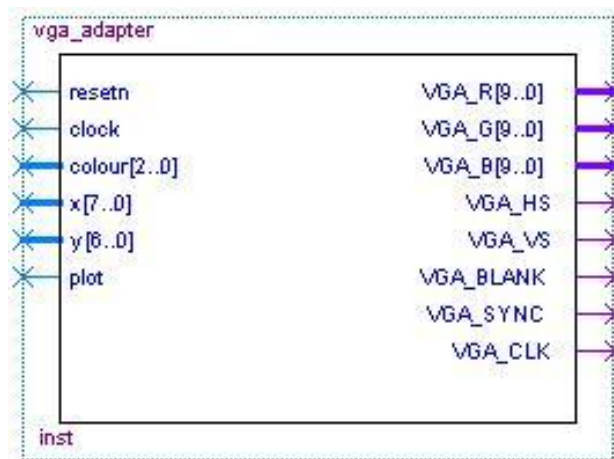 vga_adapter
resetn VGA_R[9..0]
clock VGA_G[9..0]
colour[2..0] VGA_B[9..0]
x[7..0] VGA_HS
y[6..0] VGA_VS
plot VGA_BLANK
VGA_SYNC
VGA_CLK
inst